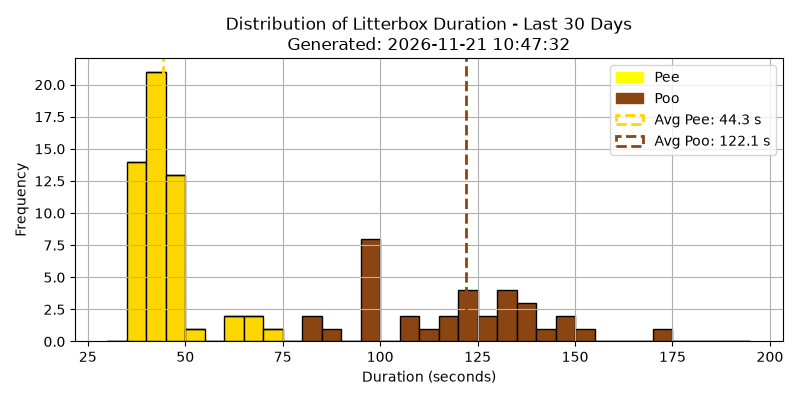 Distribution of Litterbox Duration - Last 30 Days
Generated: 2026-11-21 10:47:32
Frequency
20.0
17.5
15.0
12.5
10.0
7.5
5.0
2.5
0.0
Pee
Poo
Avg Pee: 44.3 s
Avg Poo: 122.1 s
25 50 75 100 125 150 175 200
Duration (seconds)